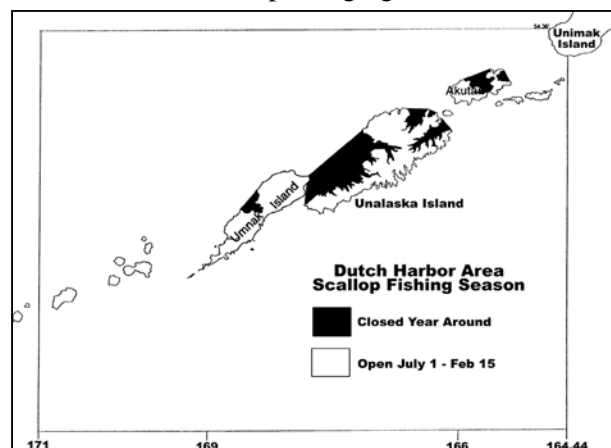 54.36'
Unimak
Island
Akutan
Umnak Island
Unalaska Island
Dutch Harbor Area
Scallop Fishing Season
Closed Year Around
Open July 1 - Feb 15
171
169
166
164-44